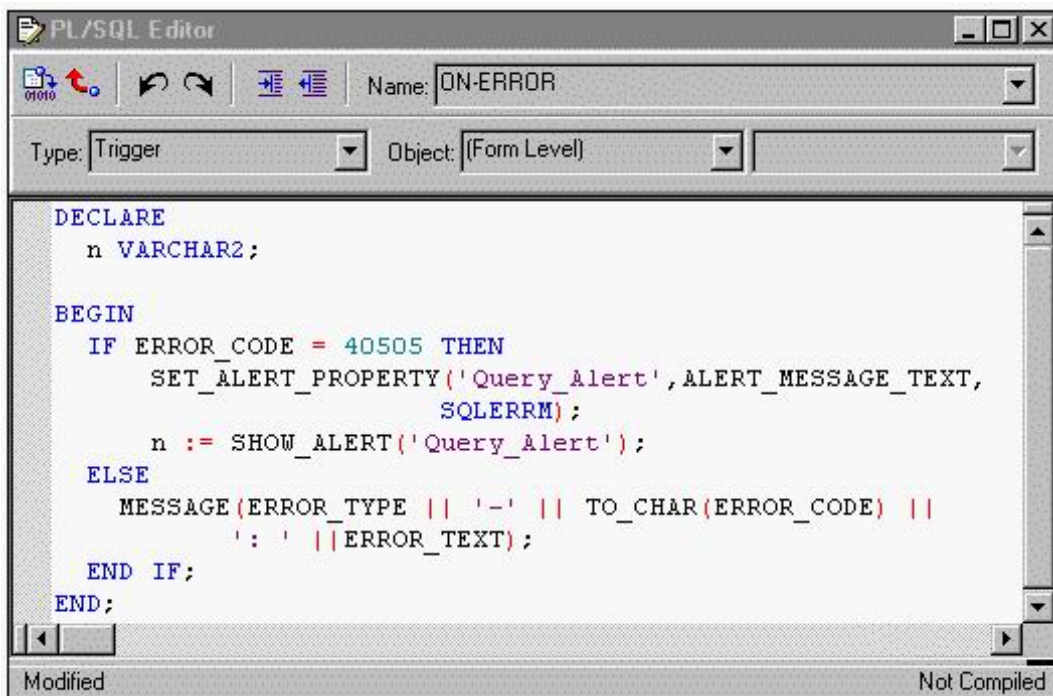 PL/SQL Editor
Name: ON-ERROR
Type: Trigger Object: (Form Level)
DECLARE
n VARCHAR2;
BEGIN
IF ERROR_CODE = 40505 THEN
SET_ALERT_PROPERTY('Query_Alert',ALERT_MESSAGE_TEXT,
SQLERRM);
n := SHOW_ALERT('Query_Alert');
ELSE
MESSAGE(ERROR_TYPE || '-' || TO_CHAR(ERROR_CODE) ||
': ' ||ERROR_TEXT);
END IF;
END;
Modified Not Compiled